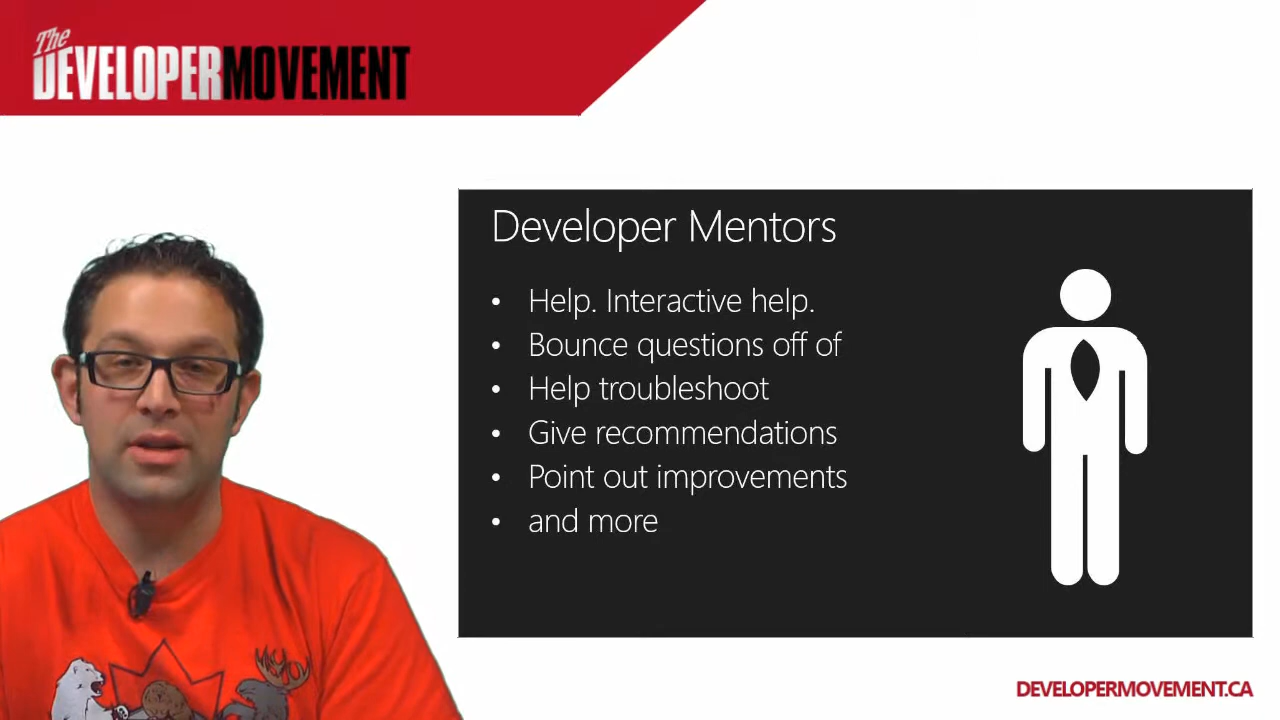 The
DEVELOPERMOVEMENT
Developer Mentors
• Help. Interactive help.
• Bounce questions off of
• Help troubleshoot
• Give recommendations
• Point out improvements
• and more
DEVELOPERMOVEMENT.CA